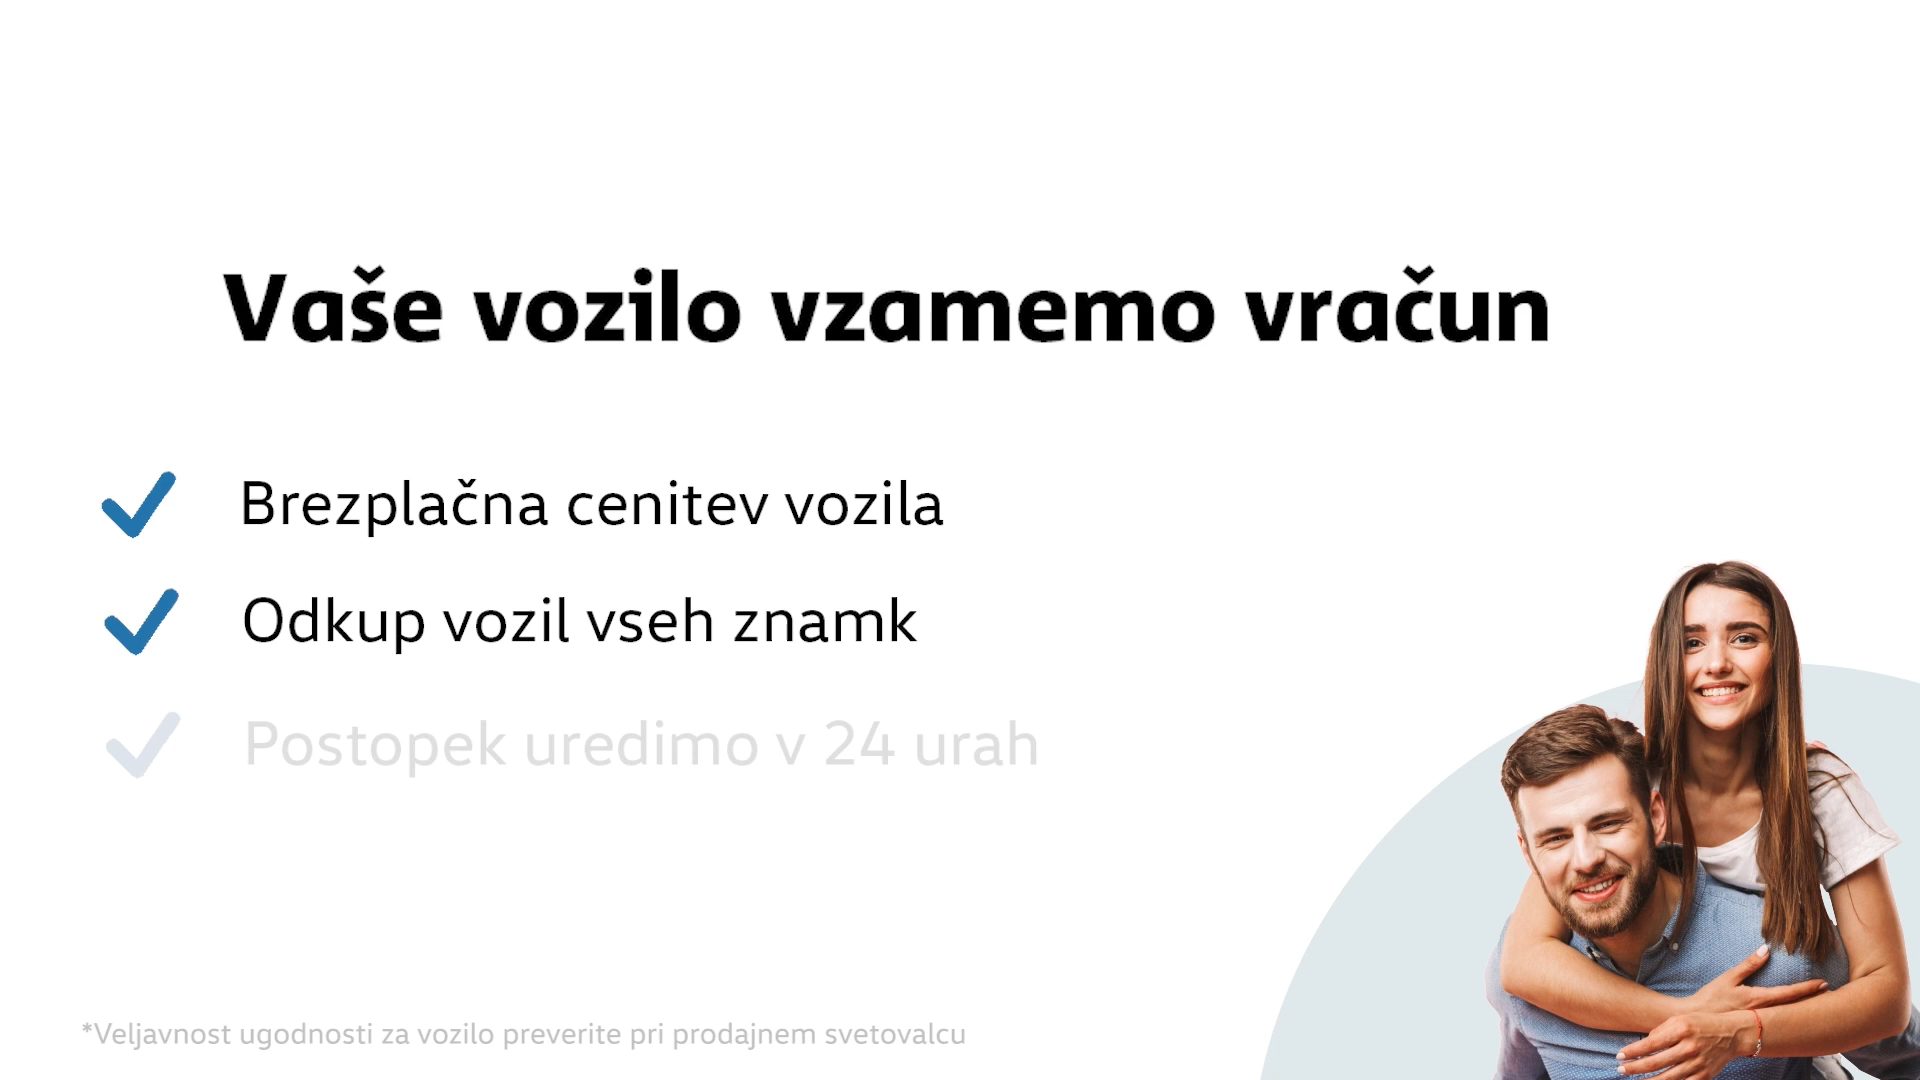 Vaše vozilo vzamemo vračun
Brezplačna cenitev vozila
Odkup vozil vseh znamk
Postopek uredimo v 24 urah
*Veljavnost ugodnosti za vozilo preverite pri prodajnem svetovalcu